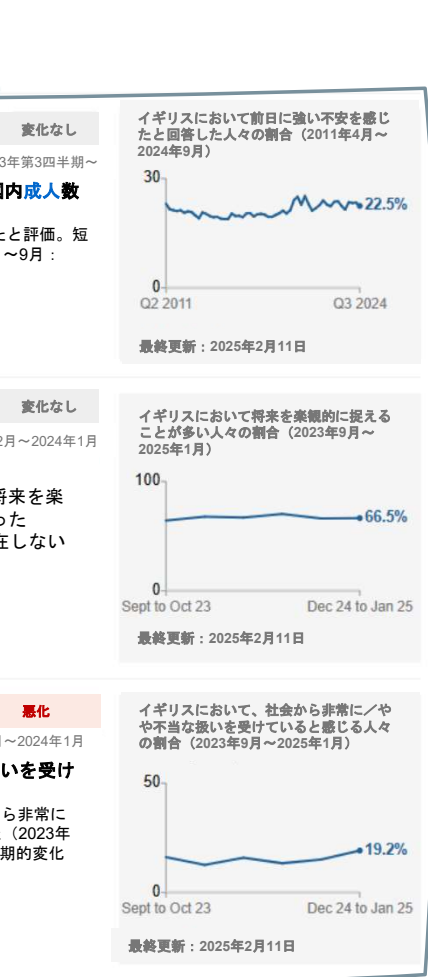 変化なし
3年第3四半期～
国内成人数
たと評価。短
～9月：
イギリスにおいて前日に強い不安を感じ
たと回答した人々の割合（2011年4月～
2024年9月）
30
22.5%
0
Q2 2011
Q3 2024
最終更新：2025年2月11日
変化なし
2月～2024年1月
将来を楽
った
在しない
イギリスにおいて将来を楽観的に捉える
ことが多い人々の割合（2023年9月～
2025年1月）
100
66.5%
0
Sept to Oct 23
Dec 24 to Jan 25
最終更新：2025年2月11日
悪化
～2024年1月
いを受け
ら非常に
（2023年
期的変化
イギリスにおいて、社会から非常に／や
や不当な扱いを受けていると感じる人々
の割合（2023年9月～2025年1月）
50
19.2%
0
Sept to Oct 23
Dec 24 to Jan 25
最終更新：2025年2月11日